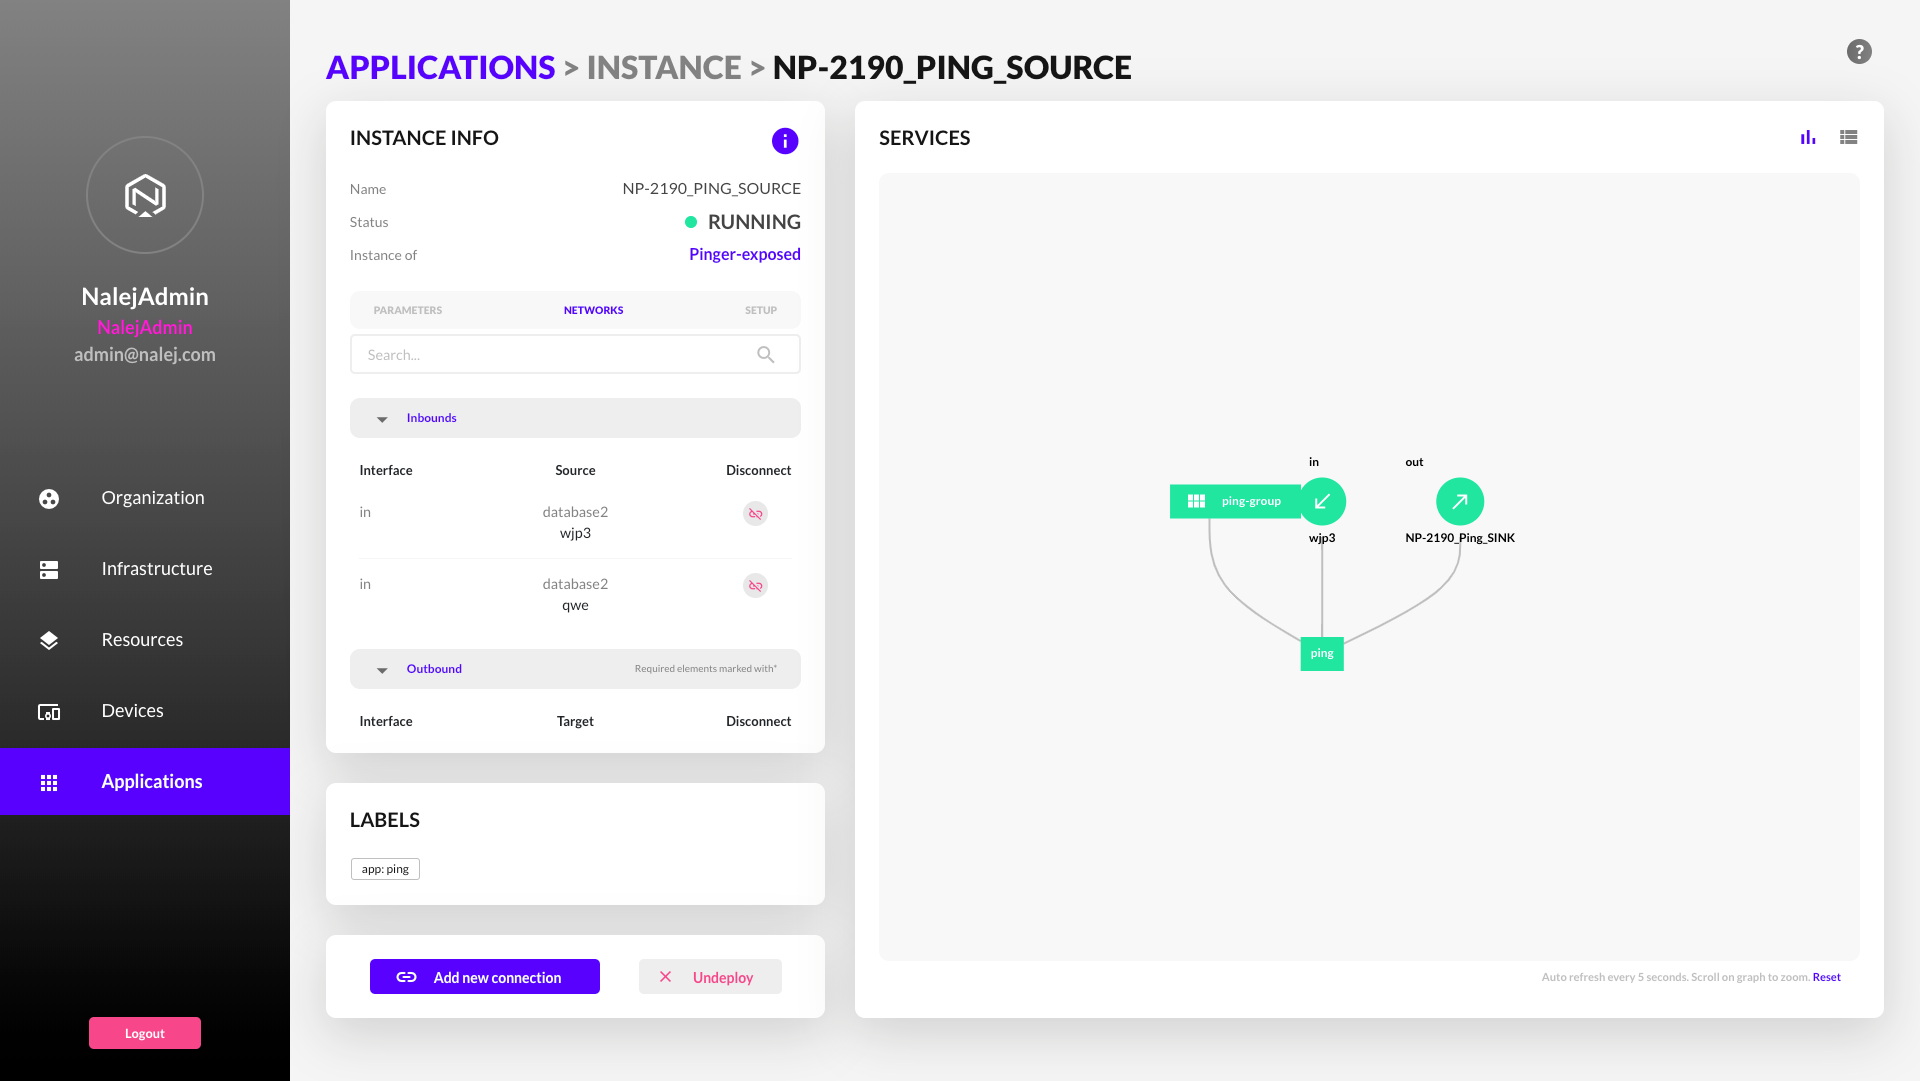 NalejAdmin
NalejAdmin
admin@nalej.com
Organization
Infrastructure
Resources
Devices
Applications
Logout
APPLICATIONS > INSTANCE > NP-2190_PING_SOURCE
?
INSTANCE INFO
Name NP-2190_PING_SOURCE
Status RUNNING
Instance of Pinger-exposed
PARAMETERS NETWORKS SETUP
Search...
Inbounds
Interface Source Disconnect
in database2
wjp3
in database2
qwe
Outbound Required elements marked with*
Interface Target Disconnect
LABELS
app: ping
Add new connection Undeploy
SERVICES
in out
ping-group
wjp3 NP-2190_Ping_SINK
ping
Auto refresh every 5 seconds. Scroll on graph to zoom. Reset